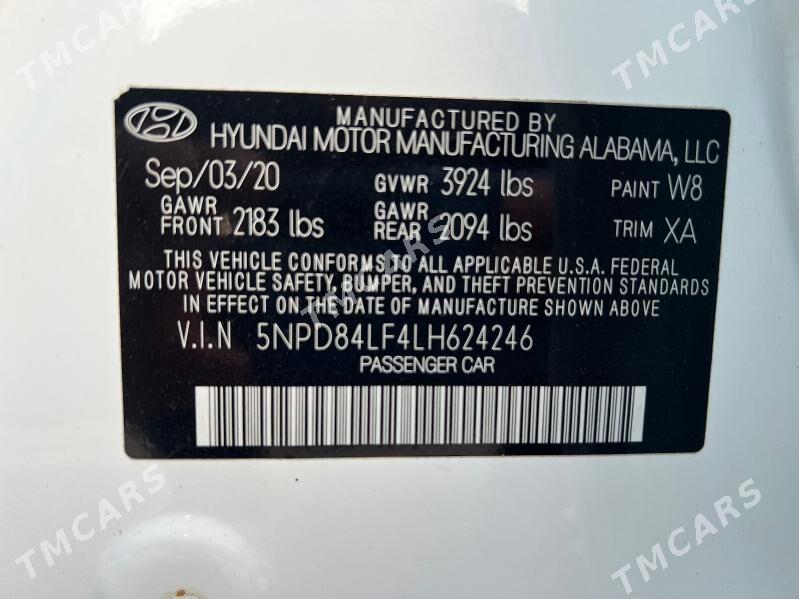 TMCARS
TMCARS
TMCARS
MANUFACTURED BY
HYUNDAI MOTOR MANUFACTURING ALABAMA, LLC
Sep/03/20 GVWR 3924 lbs PAINT W8
GAWR FRONT 2183 lbs GAWR REAR 2094 lbs TRIM XA
THIS VEHICLE CONFORMS TO ALL APPLICABLE U.S.A. FEDERAL
MOTOR VEHICLE SAFETY, BUMPER, AND THEFT PREVENTION STANDARDS
IN EFFECT ON THE DATE OF MANUFACTURE SHOWN ABOVE
TMCARS
V.I.N 5NPD84LF4LH624246
PASSENGER CAR
TMCARS
TMCARS
TMCARS